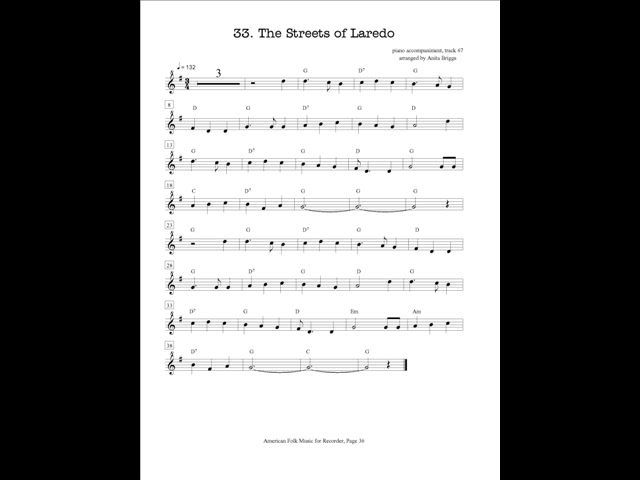 33. The Streets of Laredo
piano accompaniment, track 67
arranged by Anita Briggs
♩ = 132
3
G D⁷ G
8 D G D⁷ G A D
13 G D⁷ G D G
18 C D⁷ G G G
23 G D⁷ G D
28 G D⁷ G G
33 D⁷ G D Em Am
38 D⁷ G C G
American Folk Music for Recorder, Page 36